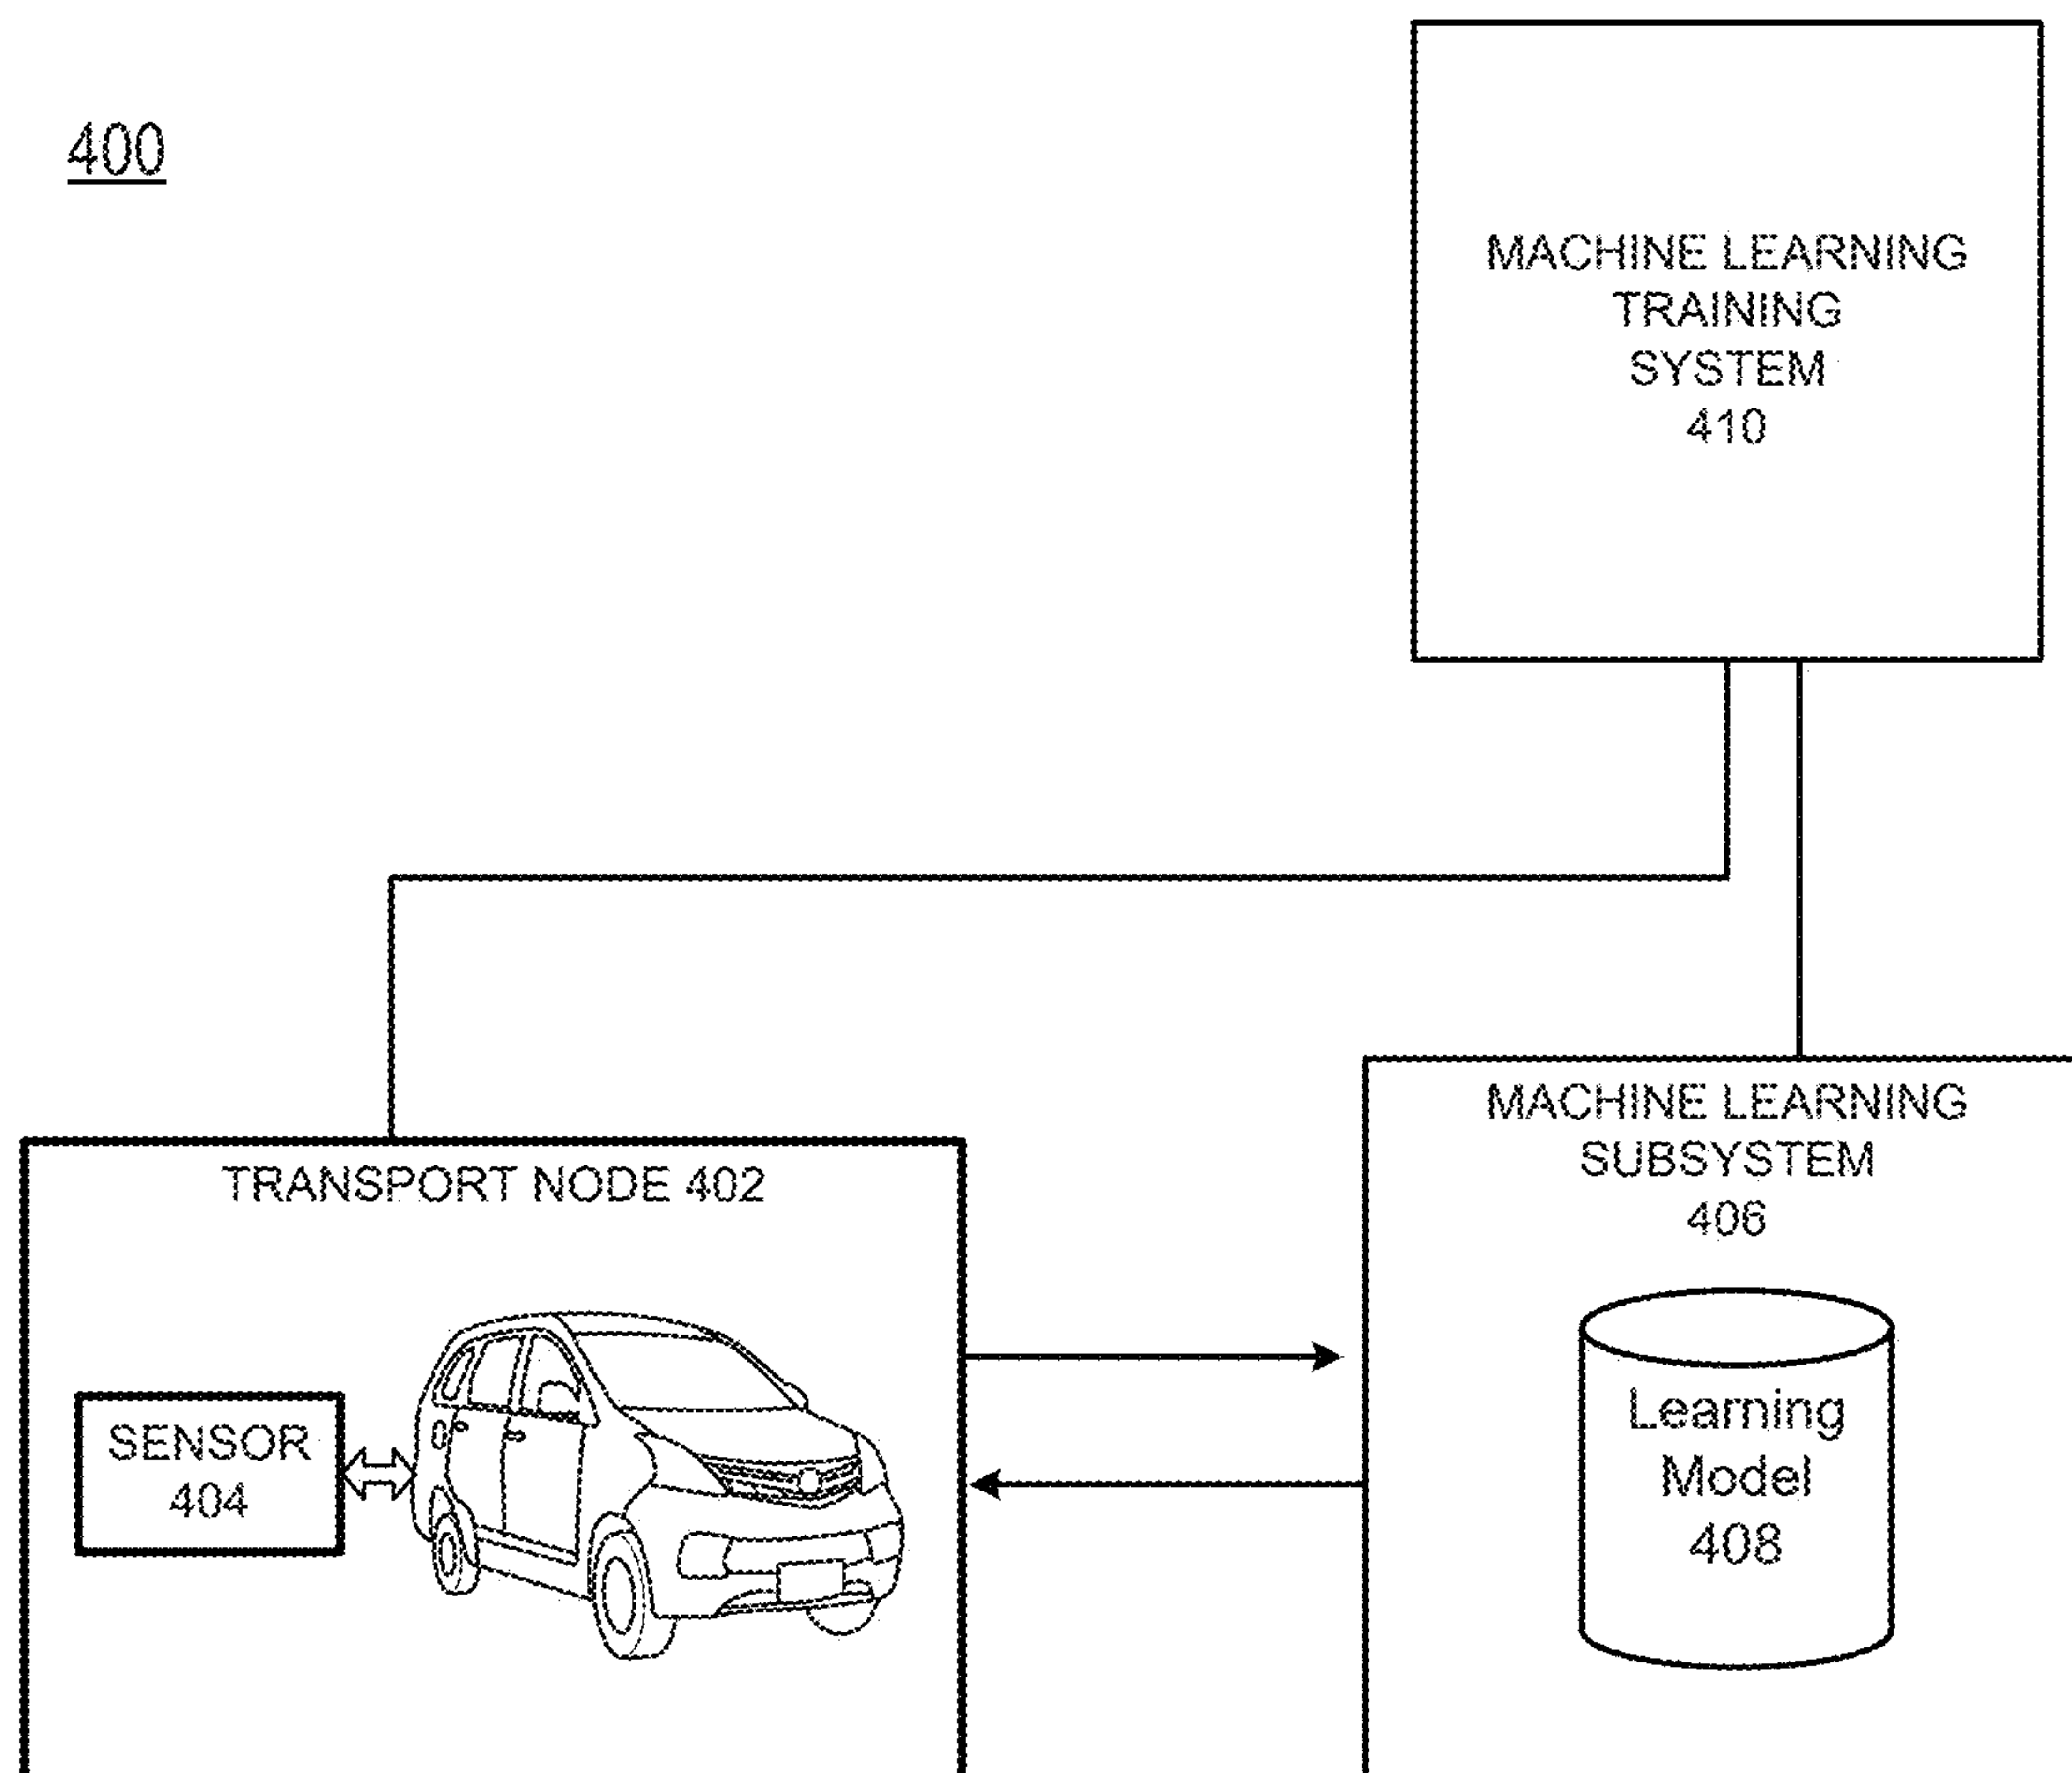 400
MACHINE LEARNING
TRAINING
SYSTEM
410
TRANSPORT NODE 402
SENSOR
404
MACHINE LEARNING
SUBSYSTEM
406
Learning
Model
408